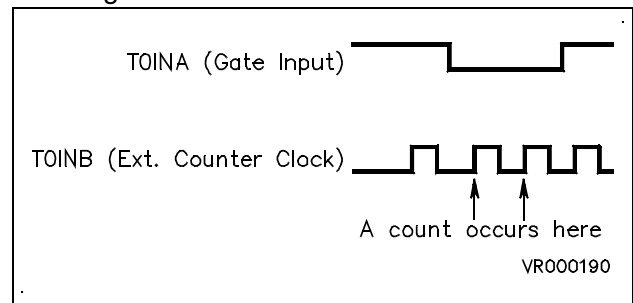 T0INA (Gate Input)
T0INB (Ext. Counter Clock)
A count occurs here
VR000190